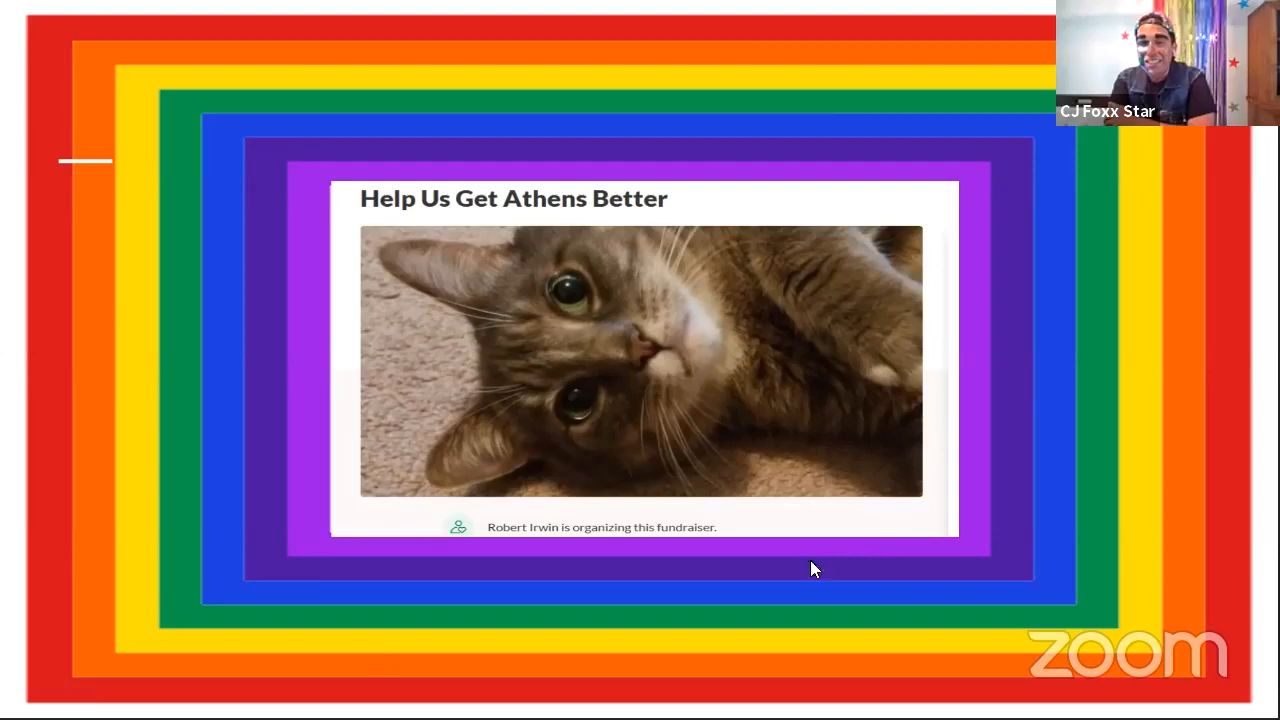 CJ Foxx Star
Help Us Get Athens Better
Robert Irwin is organizing this fundraiser.
zoom